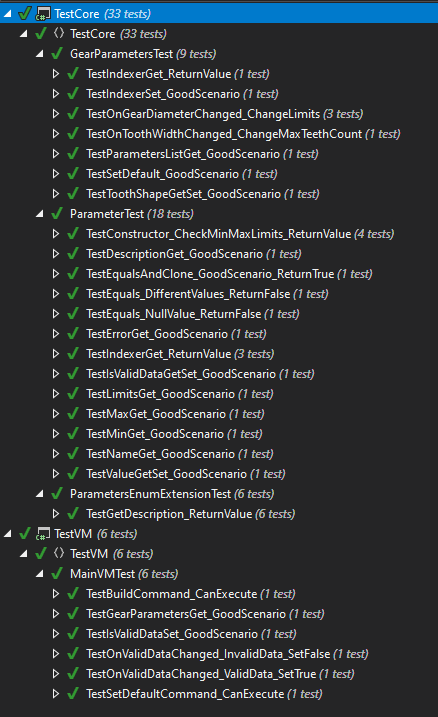 TestCore (33 tests)
TestCore (33 tests)
GearParametersTest (9 tests)
TestIndexerGet_ReturnValue (1 test)
TestIndexerSet_GoodScenario (1 test)
TestOnGearDiameterChanged_ChangeLimits (3 tests)
TestOnToothWidthChanged_ChangeMaxTeethCount (1 test)
TestParametersListGet_GoodScenario (1 test)
TestSetDefault_GoodScenario (1 test)
TestToothShapeGetSet_GoodScenario (1 test)
ParameterTest (18 tests)
TestConstructor_CheckMinMaxLimits_ReturnValue (4 tests)
TestDescriptionGet_GoodScenario (1 test)
TestEqualsAndClone_GoodScenario_ReturnTrue (1 test)
TestEquals_DifferentValues_ReturnFalse (1 test)
TestEquals_NullValue_ReturnFalse (1 test)
TestErrorGet_GoodScenario (1 test)
TestIndexerGet_ReturnValue (3 tests)
TestIsValidDataGetSet_GoodScenario (1 test)
TestLimitsGet_GoodScenario (1 test)
TestMaxGet_GoodScenario (1 test)
TestMinGet_GoodScenario (1 test)
TestNameGet_GoodScenario (1 test)
TestValueGetSet_GoodScenario (1 test)
ParametersEnumExtensionTest (6 tests)
TestGetDescription_ReturnValue (6 tests)
TestVM (6 tests)
TestVM (6 tests)
MainVMTest (6 tests)
TestBuildCommand_CanExecute (1 test)
TestGearParametersGet_GoodScenario (1 test)
TestIsValidDataSet_GoodScenario (1 test)
TestOnValidDataChanged_InvalidData_SetFalse (1 test)
TestOnValidDataChanged_ValidData_SetTrue (1 test)
TestSetDefaultCommand_CanExecute (1 test)